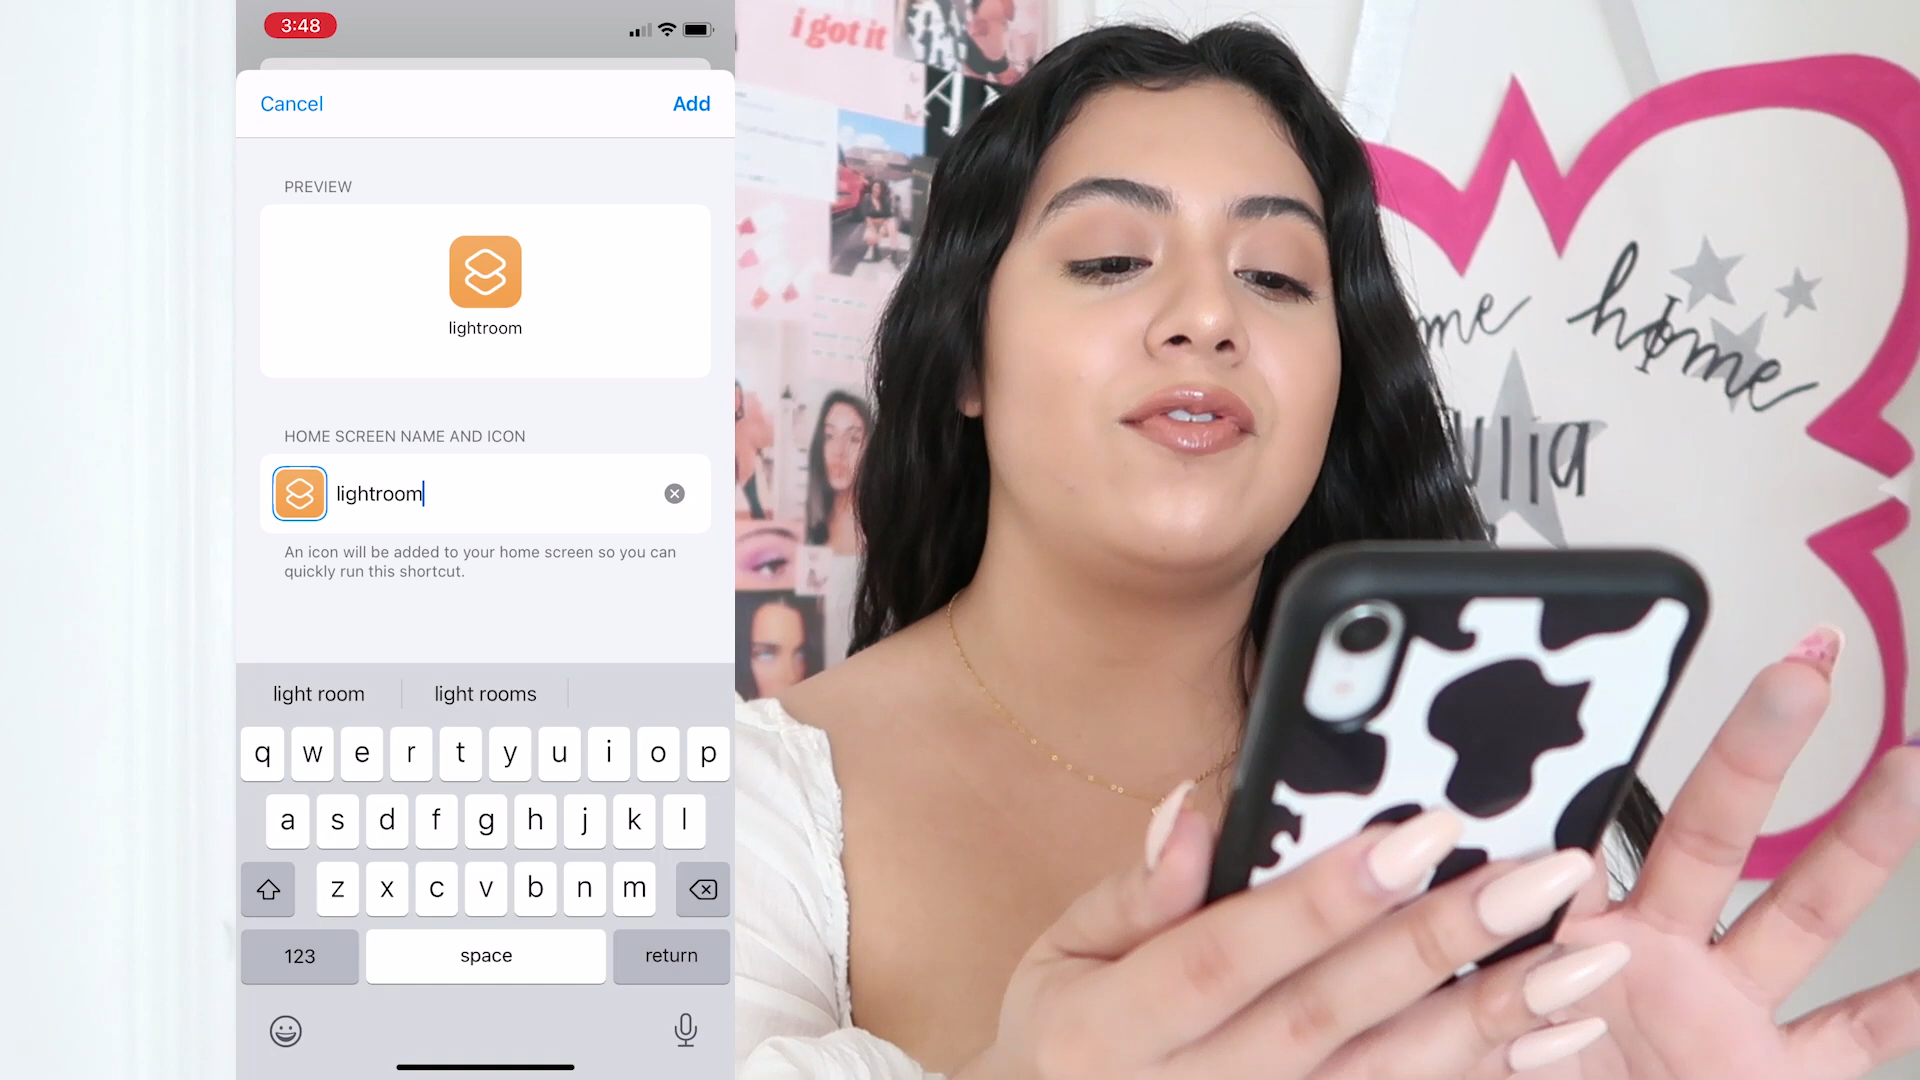 3:48
Cancel
Add
PREVIEW
lightroom
HOME SCREEN NAME AND ICON
lightroom
An icon will be added to your home screen so you can
quickly run this shortcut.
light room
light rooms
q w e r t y u i o p
a s d f g h j k l
z x c v b n m
123
space
return
i got it
me home
ulia